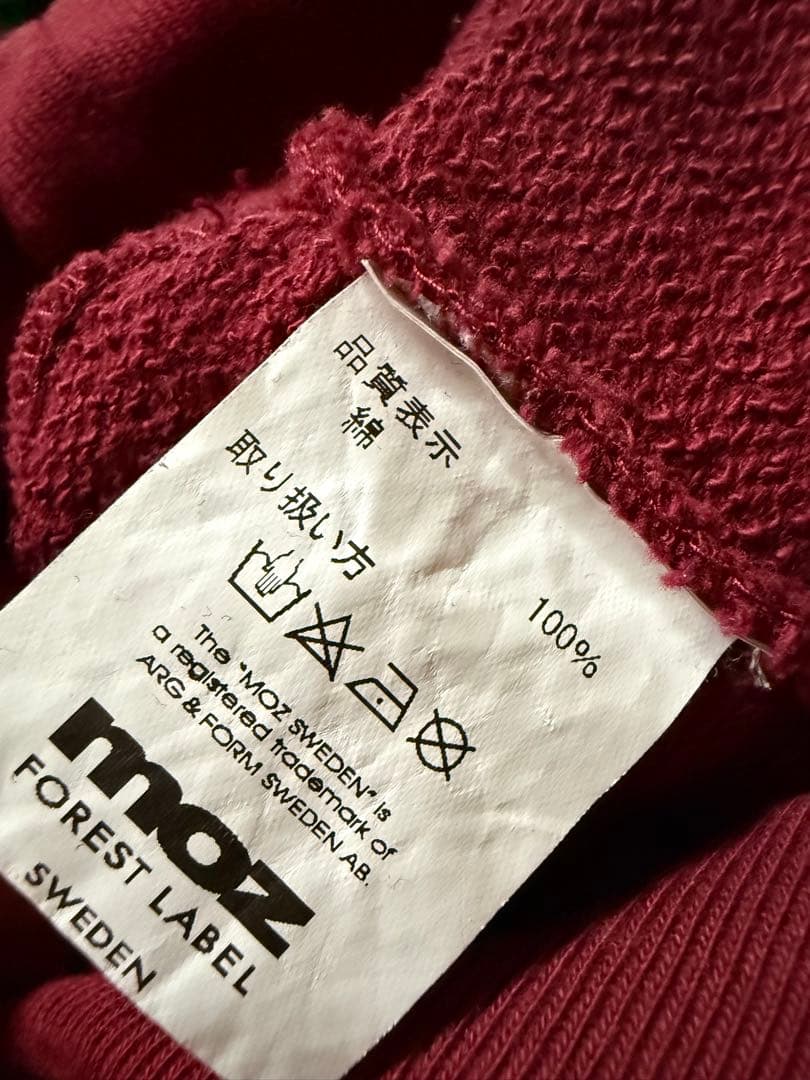 品質表示
綿 100%
取り扱い方
The "MOZ SWEDEN" is
a registered trademark of
ARG & FORM SWEDEN AB.
moz
FOREST LABEL
SWEDEN